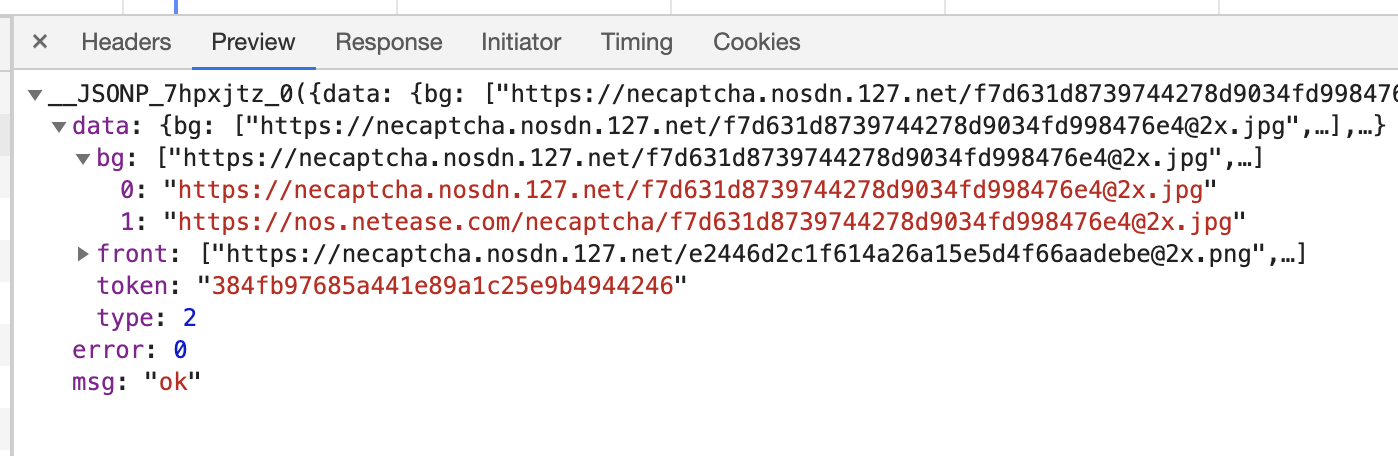 × Headers Preview Response Initiator Timing Cookies
__JSONP_7hpxjtz_0({data: {bg: ["https://necaptcha.nosdn.127.net/f7d631d8739744278d9034fd998476
data: {bg: ["https://necaptcha.nosdn.127.net/f7d631d8739744278d9034fd998476e4@2x.jpg",…],…}
bg: ["https://necaptcha.nosdn.127.net/f7d631d8739744278d9034fd998476e4@2x.jpg",…]
0: "https://necaptcha.nosdn.127.net/f7d631d8739744278d9034fd998476e4@2x.jpg"
1: "https://nos.netease.com/necaptcha/f7d631d8739744278d9034fd998476e4@2x.jpg"
front: ["https://necaptcha.nosdn.127.net/e2446d2c1f614a26a15e5d4f66aadebe@2x.png",…]
token: "384fb97685a441e89a1c25e9b4944246"
type: 2
error: 0
msg: "ok"